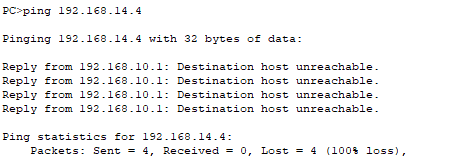 PC>ping 192.168.14.4
Pinging 192.168.14.4 with 32 bytes of data:
Reply from 192.168.10.1: Destination host unreachable.
Reply from 192.168.10.1: Destination host unreachable.
Reply from 192.168.10.1: Destination host unreachable.
Reply from 192.168.10.1: Destination host unreachable.
Ping statistics for 192.168.14.4:
Packets: Sent = 4, Received = 0, Lost = 4 (100% loss),